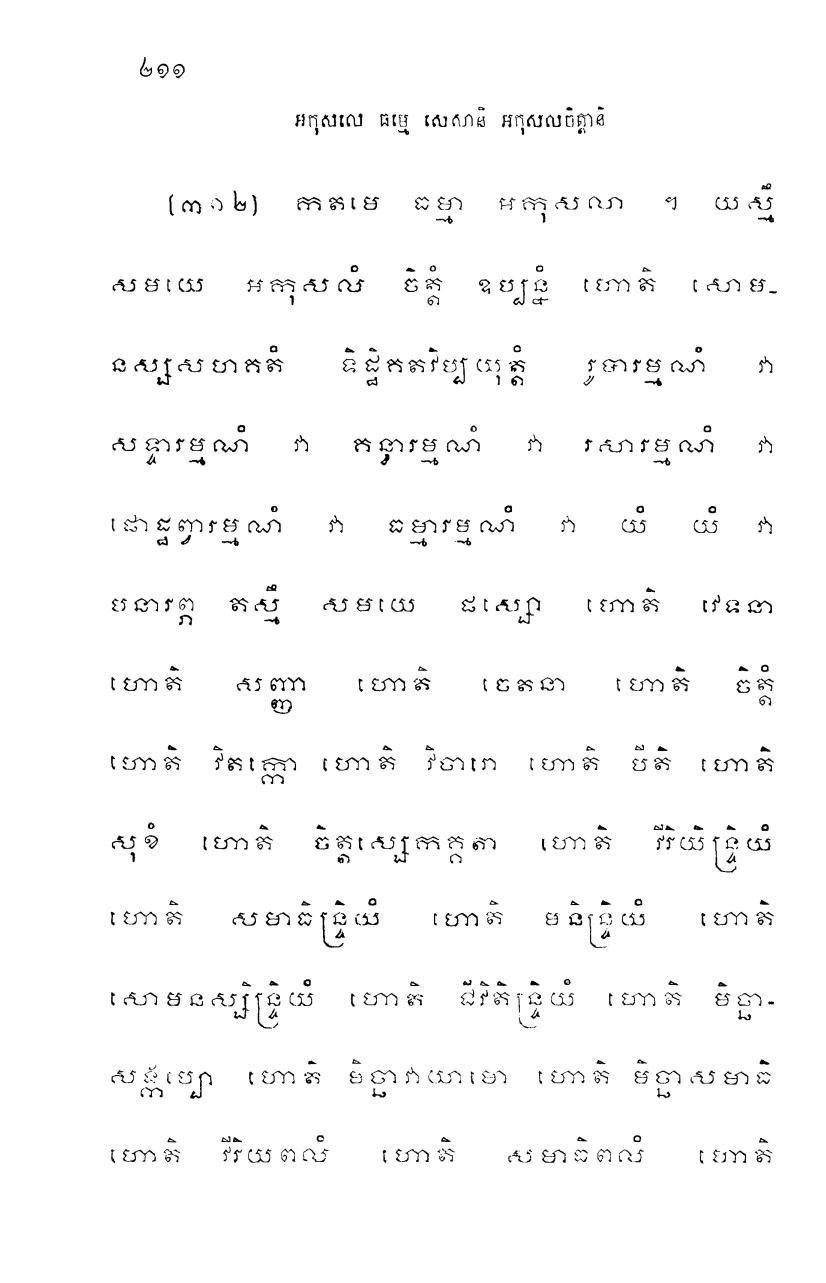 ២១១
អកុសលេ ធម្មេ សេសានិ អកុសលចិត្តានិ
(៣១២) កតមេ ធម្មា អកុសលា ។ យស្មឹ
សមយេ អកុសលំ ចិត្តំ ឧប្បន្នំ ហោតិ សោម-
នស្សសហគតំ ទិដ្ឋិគតវិប្បយុត្តំ រូបារម្មណំ វា
សទ្ទារម្មណំ វា គន្ធារម្មណំ វា រសារម្មណំ វា
ផោដ្ឋព្វារម្មណំ វា ធម្មារម្មណំ វា យំ យំ វា
បនារព្ភ តស្មឹ សមយេ ផស្សោ ហោតិ វេទនា
ហោតិ សញ្ញា ហោតិ ចេតនា ហោតិ ចិត្តំ
ហោតិ វិតក្កោ ហោតិ វិចារោ ហោតិ បីតិ ហោតិ
សុខំ ហោតិ ចិត្តស្សេកគ្គតា ហោតិ វីរិយិន្ទ្រិយំ
ហោតិ សមាធិន្ទ្រិយំ ហោតិ មនិន្ទ្រិយំ ហោតិ
សោមនស្សិន្ទ្រិយំ ហោតិ ជីវិតិន្ទ្រិយំ ហោតិ មិច្ឆា-
សង្កប្បោ ហោតិ មិច្ឆាវាយាមោ ហោតិ មិច្ឆាសមាធិ
ហោតិ វីរិយពលំ ហោតិ សមាធិពលំ ហោតិ